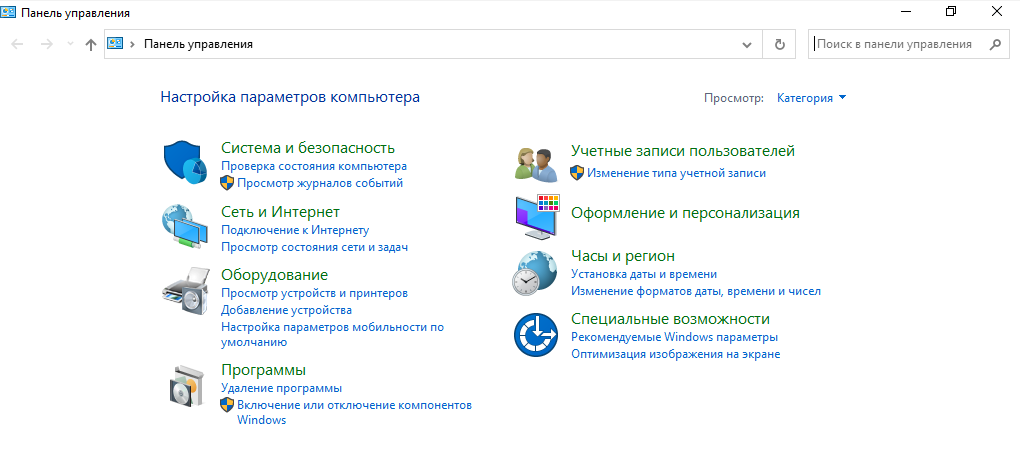 Панель управления
Панель управления
Поиск в панели управления
Настройка параметров компьютера
Просмотр: Категория
Система и безопасность
Проверка состояния компьютера
Просмотр журналов событий
Сеть и Интернет
Подключение к Интернету
Просмотр состояния сети и задач
Оборудование
Просмотр устройств и принтеров
Добавление устройства
Настройка параметров мобильности по
умолчанию
Программы
Удаление программы
Включение или отключение компонентов
Windows
Учетные записи пользователей
Изменение типа учетной записи
Оформление и персонализация
Часы и регион
Установка даты и времени
Изменение форматов даты, времени и чисел
Специальные возможности
Рекомендуемые Windows параметры
Оптимизация изображения на экране